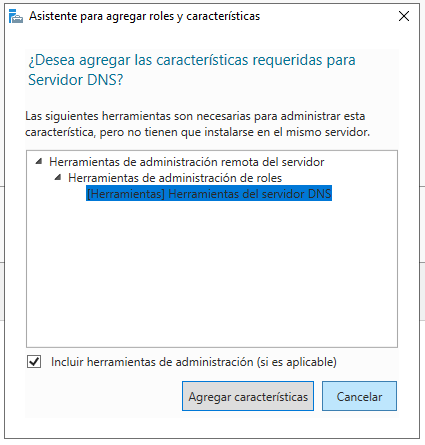 Asistente para agregar roles y características
¿Desea agregar las características requeridas para
Servidor DNS?
Las siguientes herramientas son necesarias para administrar esta
característica, pero no tienen que instalarse en el mismo servidor.
Herramientas de administración remota del servidor
Herramientas de administración de roles
[Herramientas] Herramientas del servidor DNS
Incluir herramientas de administración (si es aplicable)
Agregar características
Cancelar